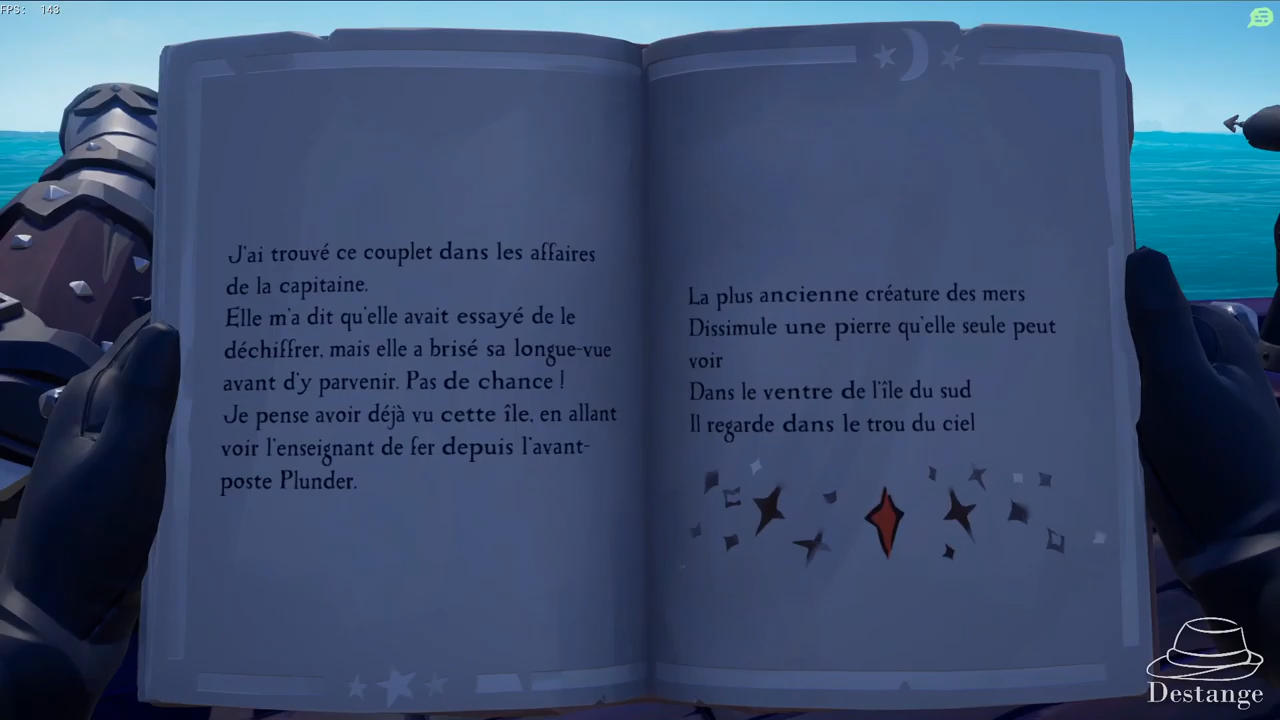 FPS: 143
J'ai trouvé ce couplet dans les affaires
de la capitaine.
Elle m'a dit qu'elle avait essayé de le
déchiffrer, mais elle a brisé sa longue-vue
avant d'y parvenir. Pas de chance !
Je pense avoir déjà vu cette île, en allant
voir l'enseignant de fer depuis l'avant-
poste Plunder.
La plus ancienne créature des mers
Dissimule une pierre qu'elle seule peut
voir
Dans le ventre de l'île du sud
Il regarde dans le trou du ciel
Destange